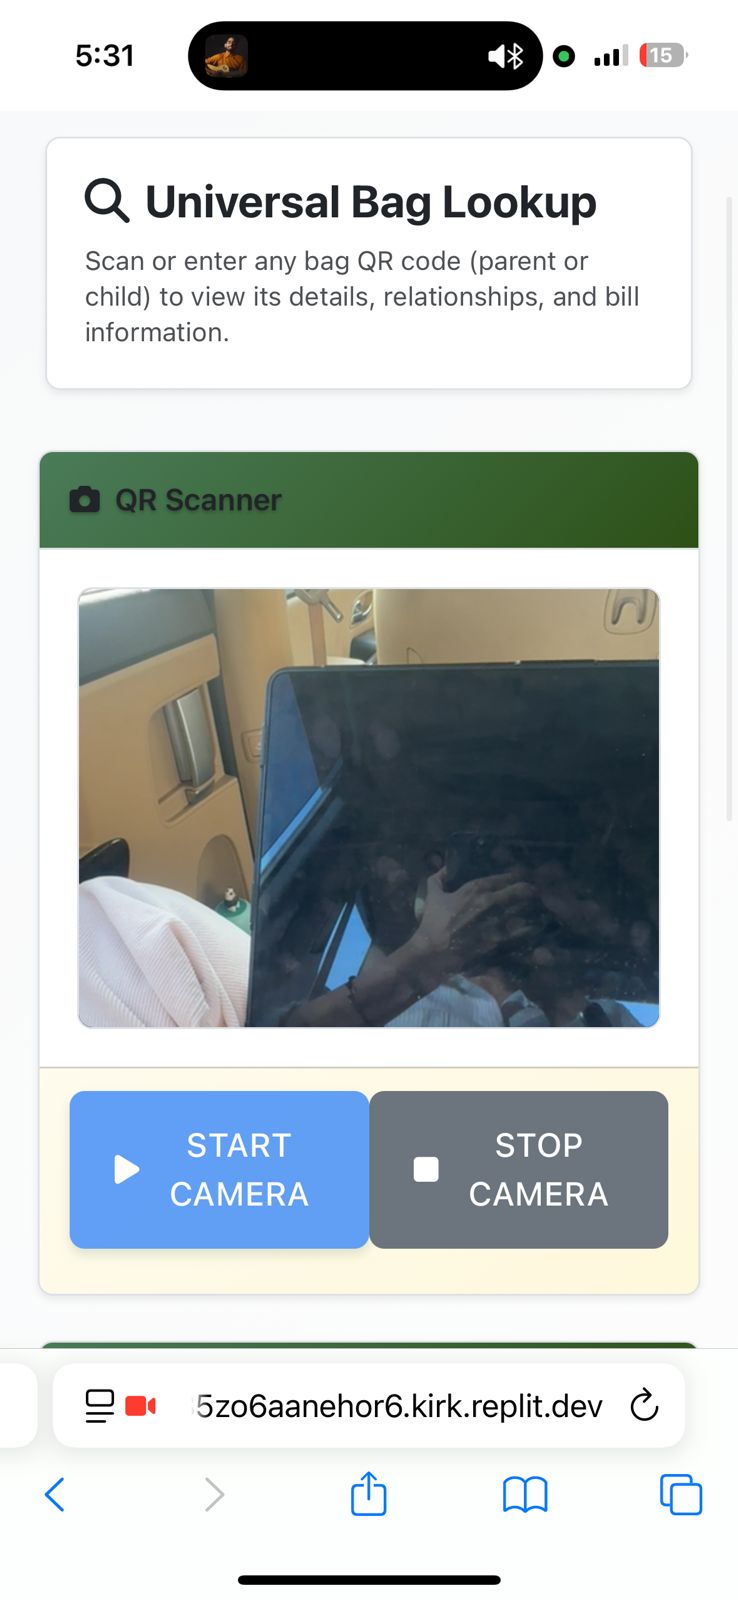 5:31
15
Universal Bag Lookup
Scan or enter any bag QR code (parent or
child) to view its details, relationships, and bill
information.
QR Scanner
START
CAMERA
STOP
CAMERA
5zo6aanehor6.kirk.replit.dev